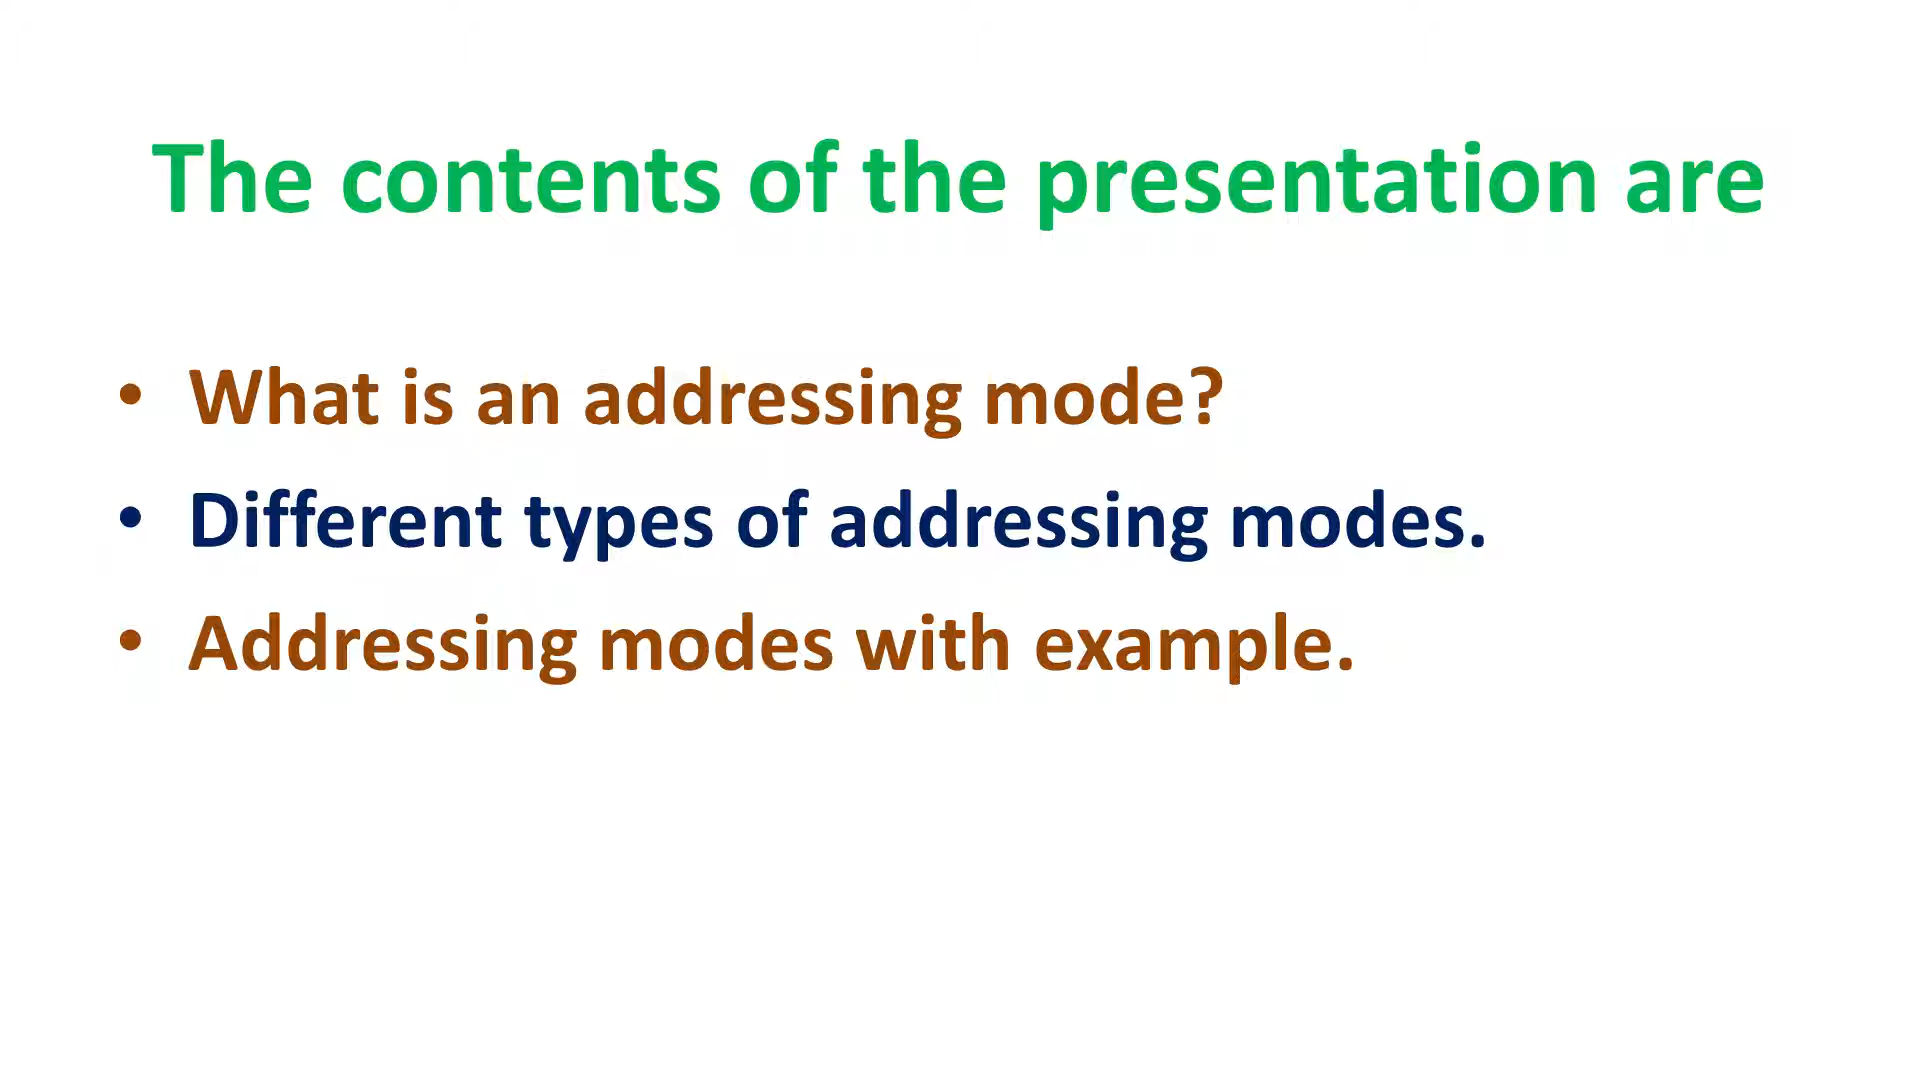 The contents of the presentation are
• What is an addressing mode?
• Different types of addressing modes.
• Addressing modes with example.